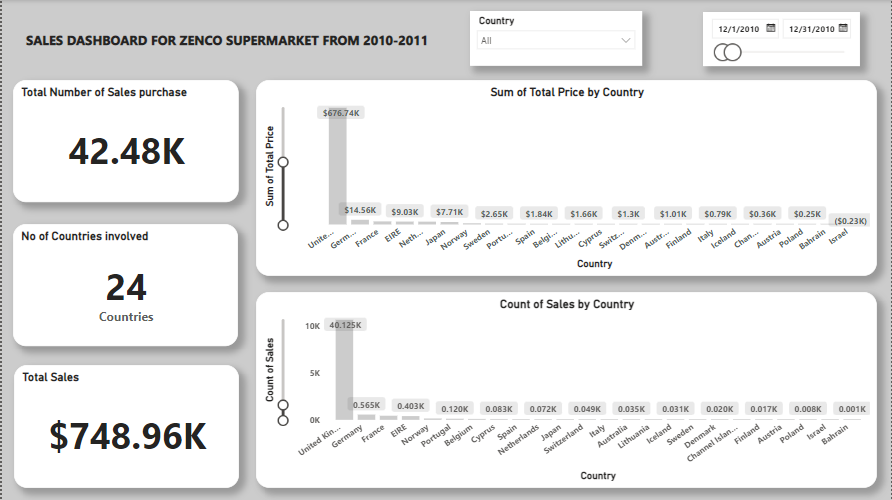 SALES DASHBOARD FOR ZENCO SUPERMARKET FROM 2010-2011
Country
All
12/1/2010 12/31/2010
Total Number of Sales purchase
42.48K
No of Countries involved
24
Countries
Total Sales
$748.96K
Sum of Total Price by Country
Sum of Total Price
$676.74K $14.56K $9.03K $7.71K $2.65K $1.84K $1.66K $1.3K $1.01K $0.79K $0.36K $0.25K ($0.23K)
Unite... Germ... France EIRE Neth... Japan Norway Sweden Portu... Spain Belgi... Lithu... Cyprus Switz... Denm... Austr... Finland Italy Iceland Chan... Austria Poland Bahrain Israel
Country
Count of Sales by Country
Count of Sales
10K
5K
0K
40.125K 0.565K 0.403K 0.120K 0.083K 0.072K 0.049K 0.035K 0.031K 0.020K 0.017K 0.008K 0.001K
United Kin... Germany France EIRE Norway Portugal Belgium Cyprus Spain Netherlands Japan Switzerland Italy Australia Lithuania Iceland Sweden Denmark Channel Islan... Finland Austria Poland Israel Bahrain
Country